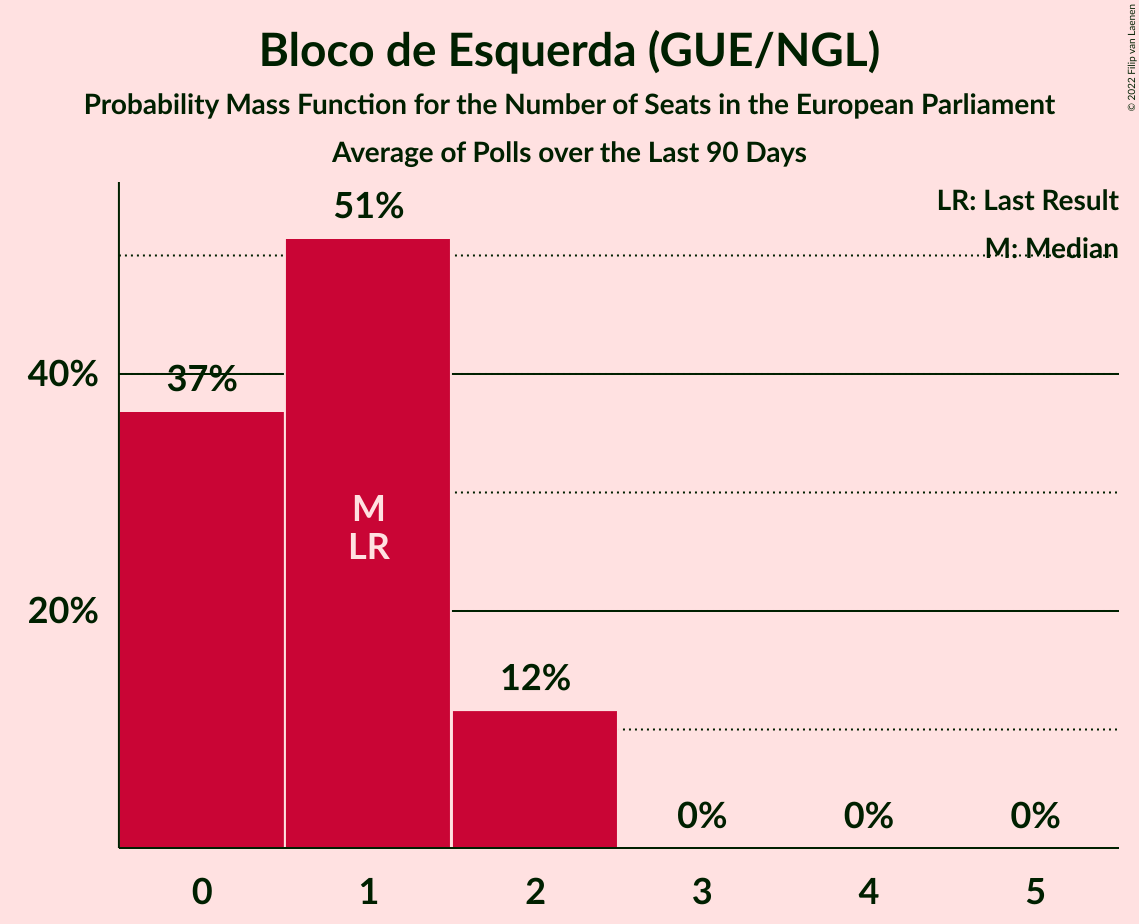 Bloco de Esquerda (GUE/NGL)
Probability Mass Function for the Number of Seats in the European Parliament
Average of Polls over the Last 90 Days
© 2022 Filip van Laenen
LR: Last Result
M: Median
51%
40%
37%
M
LR
20%
12%
0%
0%
0%
0
1
2
3
4
5